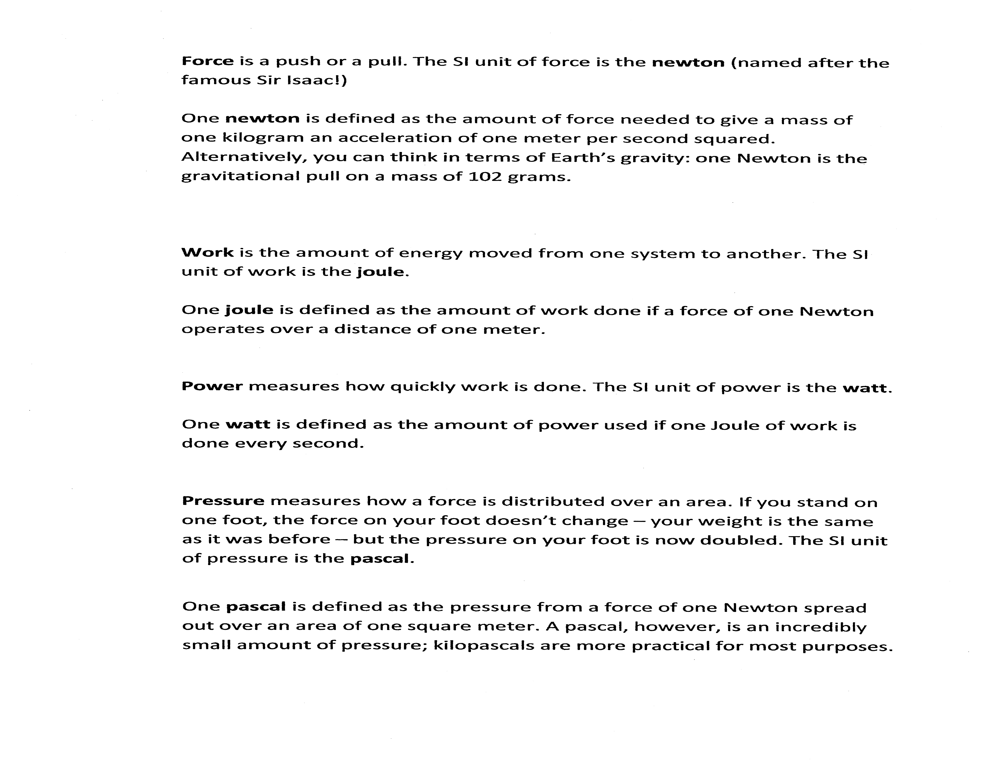 Force is a push or a pull. The SI unit of force is the newton (named after the
famous Sir Isaac!)
One newton is defined as the amount of force needed to give a mass of
one kilogram an acceleration of one meter per second squared.
Alternatively, you can think in terms of Earth's gravity: one Newton is the
gravitational pull on a mass of 102 grams.
Work is the amount of energy moved from one system to another. The SI
unit of work is the joule.
One joule is defined as the amount of work done if a force of one Newton
operates over a distance of one meter.
Power measures how quickly work is done. The SI unit of power is the watt.
One watt is defined as the amount of power used if one Joule of work is
done every second.
Pressure measures how a force is distributed over an area. If you stand on
one foot, the force on your foot doesn't change – your weight is the same
as it was before – but the pressure on your foot is now doubled. The SI unit
of pressure is the pascal.
One pascal is defined as the pressure from a force of one Newton spread
out over an area of one square meter. A pascal, however, is an incredibly
small amount of pressure; kilopascals are more practical for most purposes.